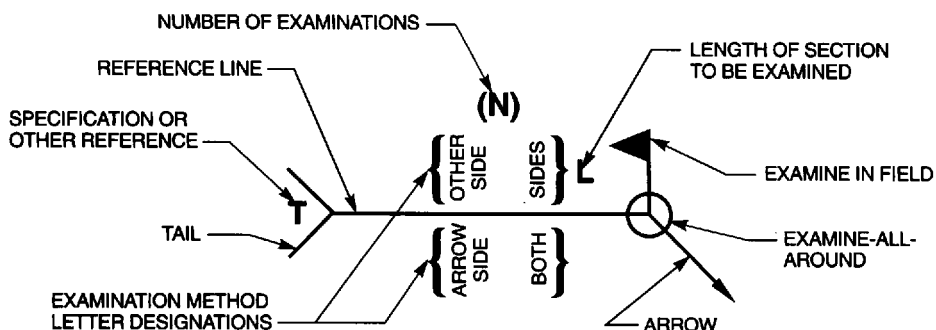 NUMBER OF EXAMINATIONS
LENGTH OF SECTION
TO BE EXAMINED
REFERENCE LINE
(N)
SPECIFICATION OR
OTHER REFERENCE
OTHER
SIDE
SIDES
L
EXAMINE IN FIELD
T
TAIL
ARROW
SIDE
BOTH
EXAMINE-ALL-
AROUND
EXAMINATION METHOD
LETTER DESIGNATIONS
ARROW